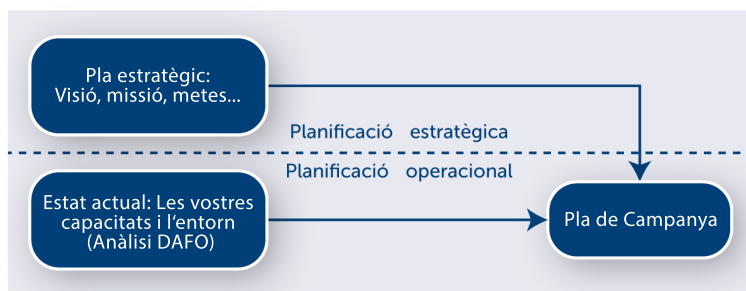 Pla estratègic:
Visió, missió, metes...
Planificació estratègica
Planificació operacional
Estat actual: Les vostres
capacitats i l‘entorn
(Anàlisi DAFO)
Pla de Campanya